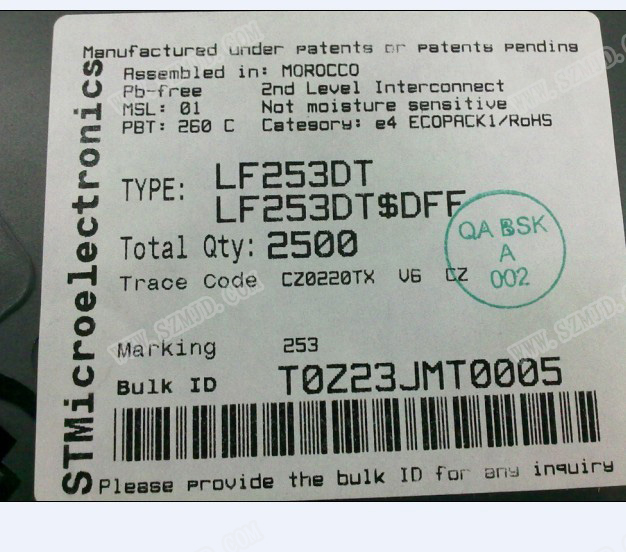 Manufactured under patents or patents pending
STMicroelectronics
Assembled in: MOROCCO
Pb-free 2nd Level Interconnect
MSL: 01 Not moisture sensitive
PBT: 260 C Category: e4 ECOPACK1/RoHS
TYPE: LF253DT
LF253DT$DFF
Total Qty: 2500
Trace Code CZ0220TX V6 CZ
QA BSK
A
002
Marking 253
Bulk ID T0Z23JMT0005
Please provide the bulk ID for any inquiry
WWW.SZMJD.COM
WWW.SZMJD.COM